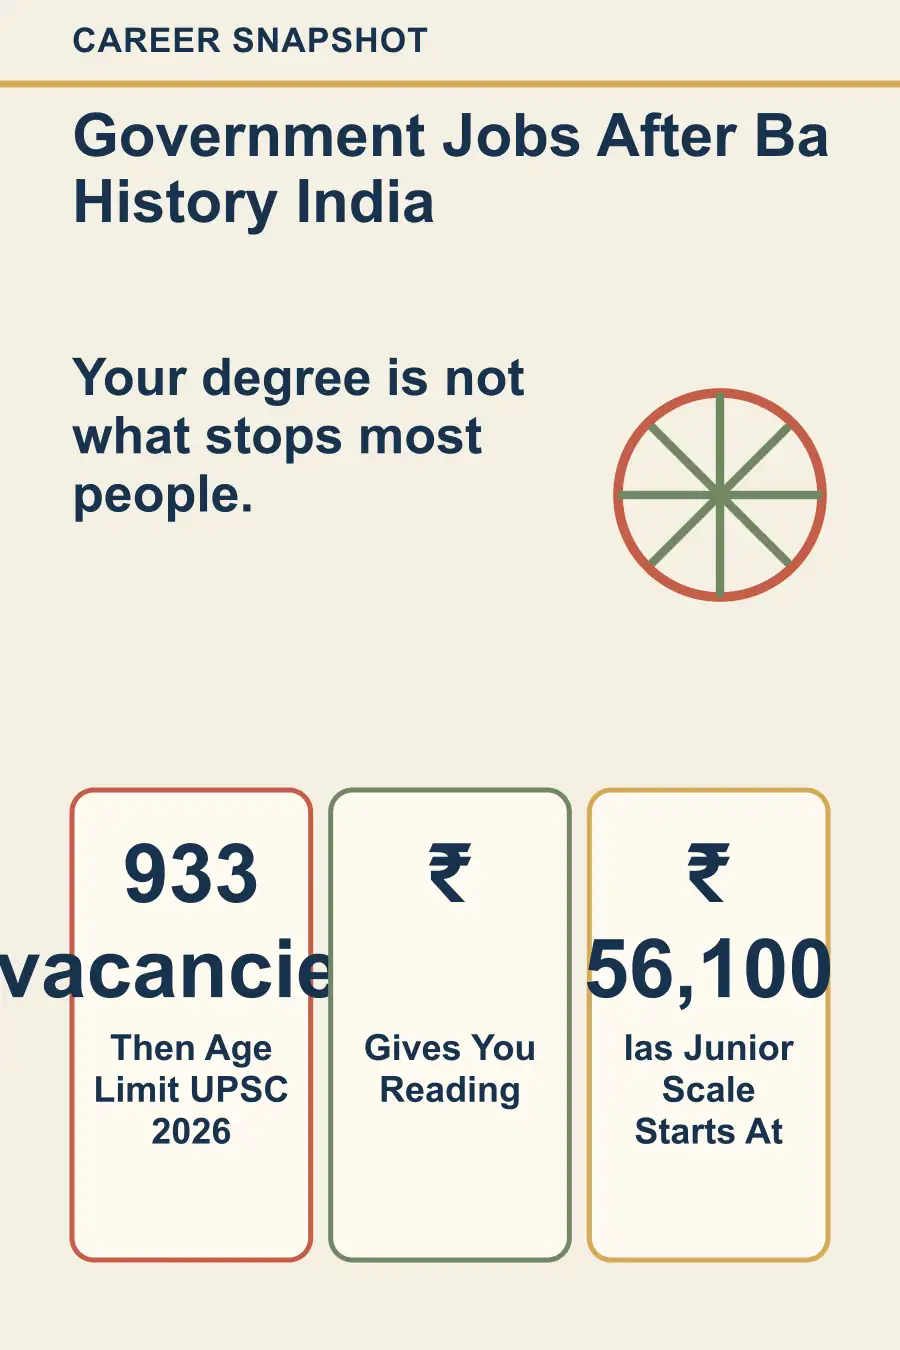 CAREER SNAPSHOT
Government Jobs After Ba
History India
Your degree is not
what stops most
people.
933
vacancie
Then Age
Limit UPSC
2026
₹
Gives You
Reading
₹
56,100
Ias Junior
Scale
Starts At